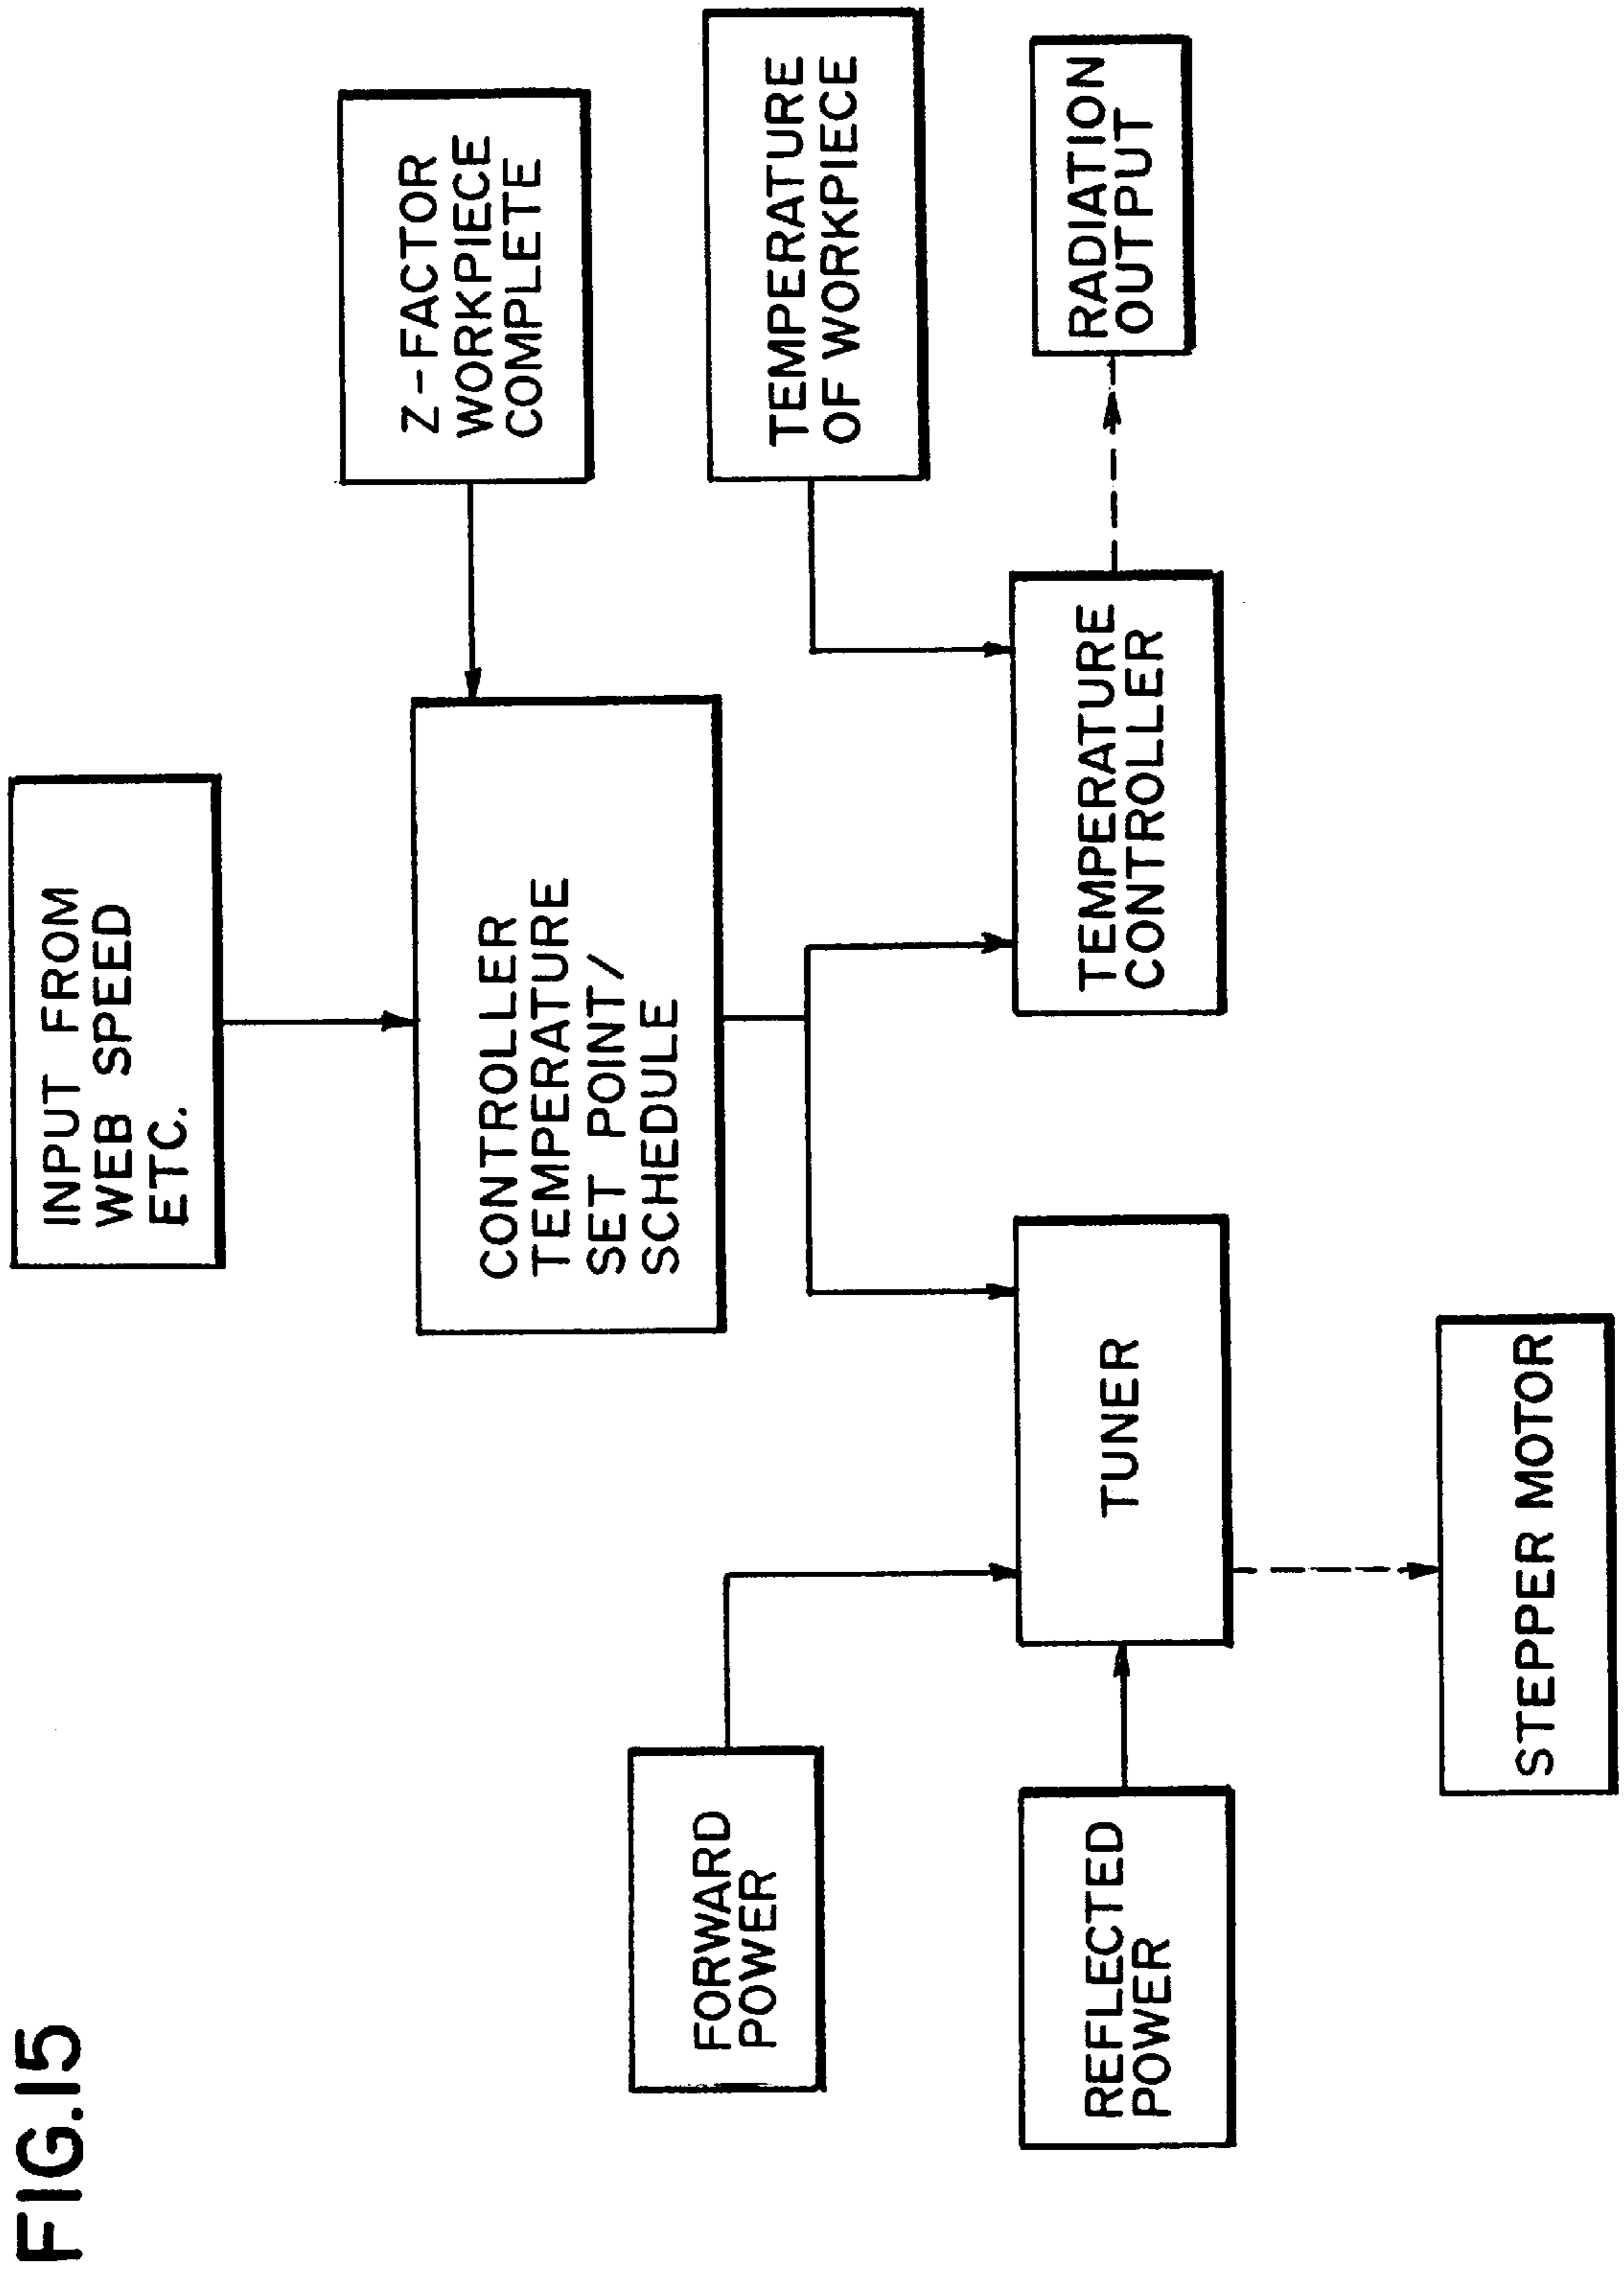 FIG.15
INPUT FROM
WEB SPEED
ETC.
Z-FACTOR
WORKPIECE
COMPLETE
CONTROLLER
TEMPERATURE
SET POINT/
SCHEDULE
FORWARD
POWER
TEMPERATURE
OF WORKPIECE
REFLECTED
POWER
TUNER
TEMPERATURE
CONTROLLER
RADIATION
OUTPUT
STEPPER MOTOR